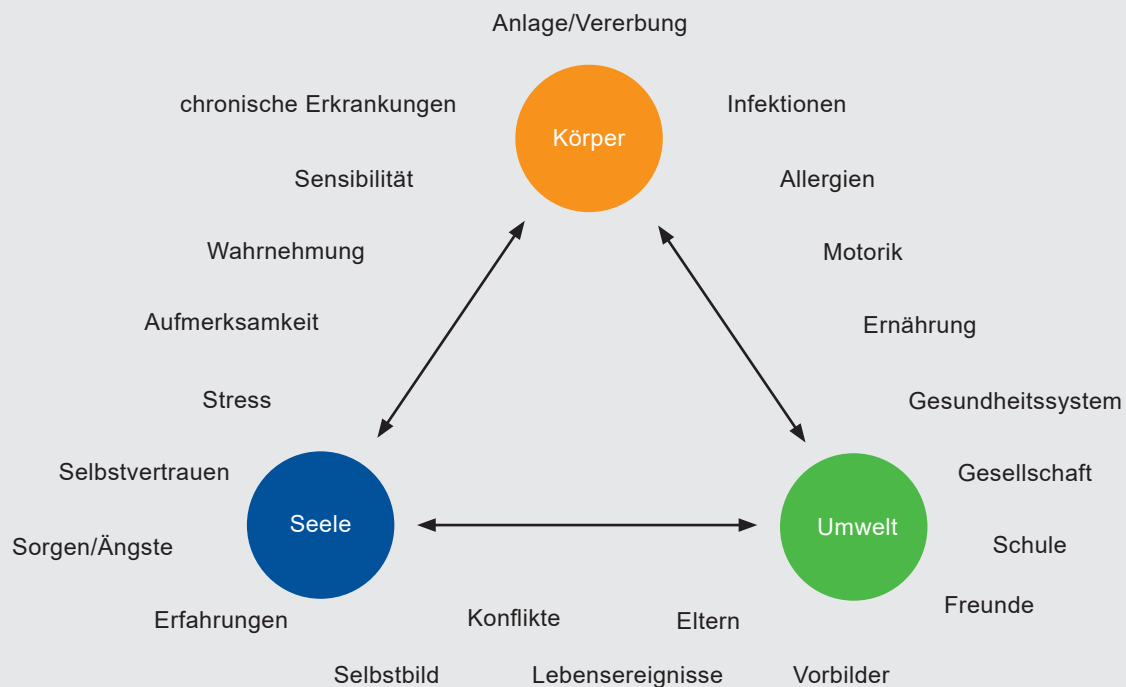 Anlage/Vererbung
chronische Erkrankungen
Infektionen
Körper
Sensibilität
Allergien
Wahrnehmung
Motorik
Aufmerksamkeit
Ernährung
Stress
Gesundheitssystem
Selbstvertrauen
Gesellschaft
Seele
Umwelt
Sorgen/Ängste
Schule
Freunde
Erfahrungen
Konflikte
Eltern
Selbstbild
Lebensereignisse
Vorbilder